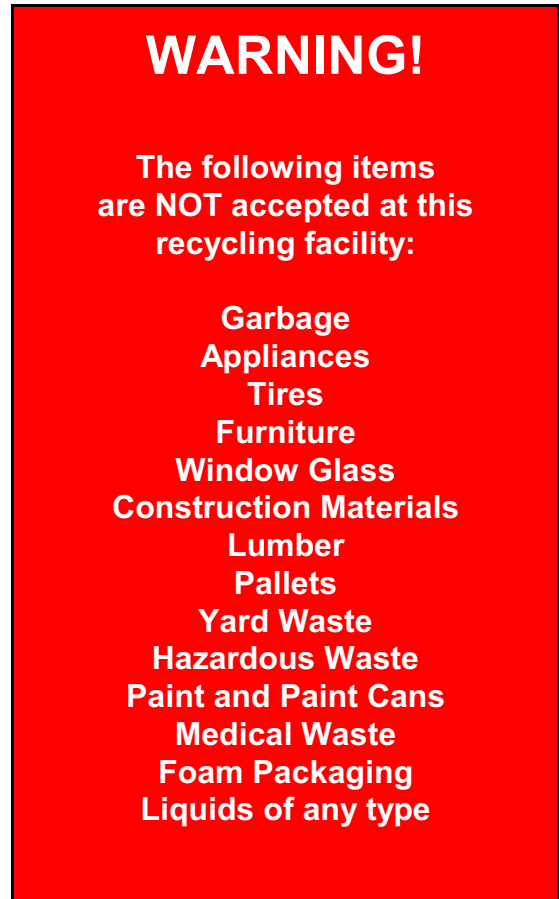 WARNING!
The following items
are NOT accepted at this
recycling facility:
Garbage
Appliances
Tires
Furniture
Window Glass
Construction Materials
Lumber
Pallets
Yard Waste
Hazardous Waste
Paint and Paint Cans
Medical Waste
Foam Packaging
Liquids of any type